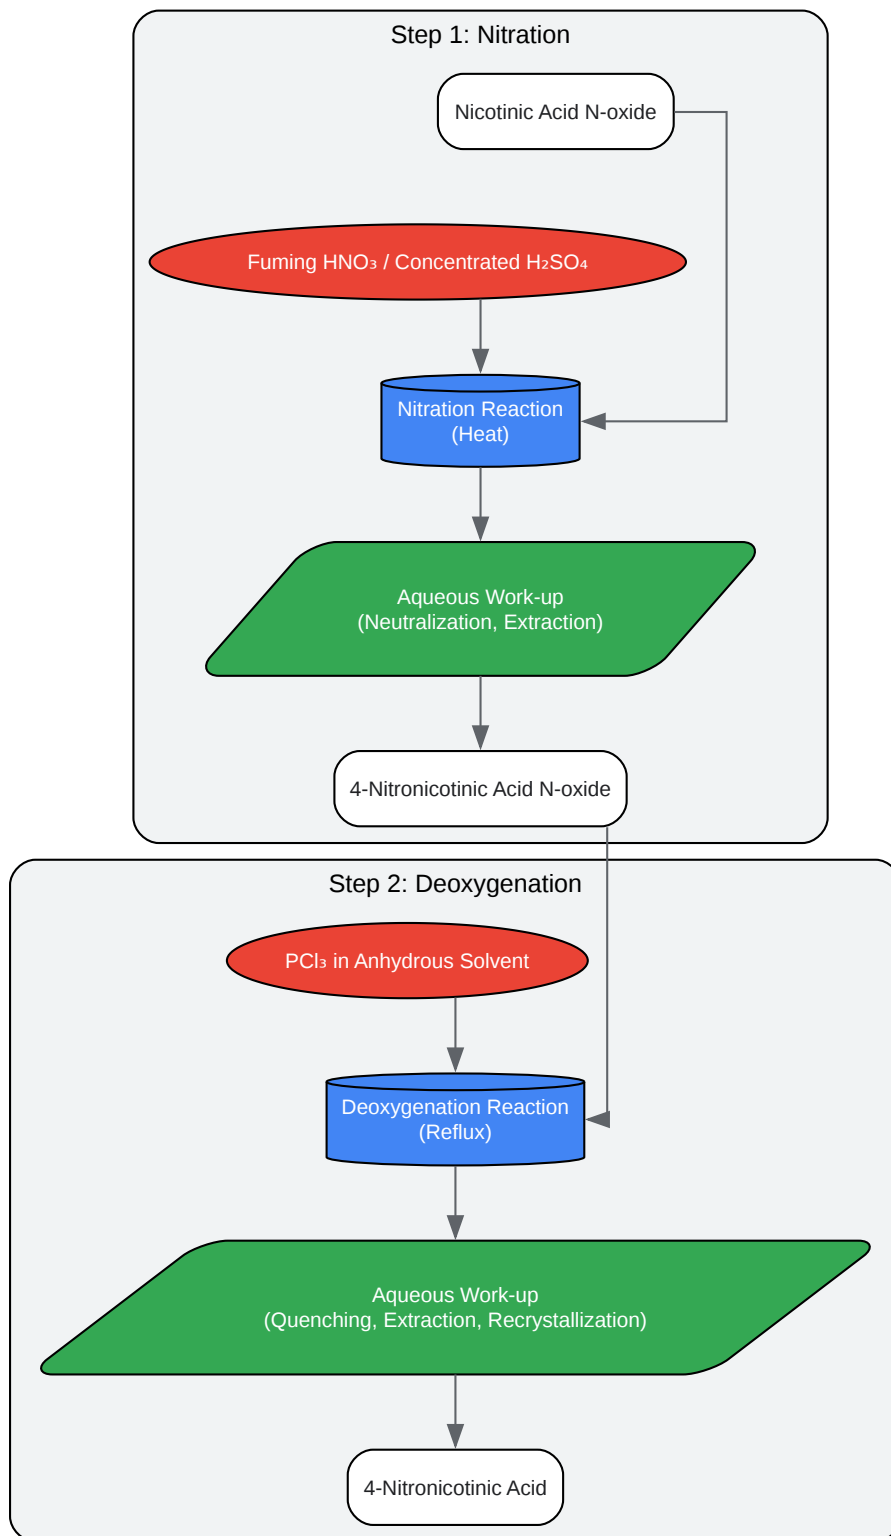 Step 1: Nitration
Nicotinic Acid N-oxide
Fuming HNO₃ / Concentrated H₂SO₄
Nitration Reaction
(Heat)
Aqueous Work-up
(Neutralization, Extraction)
4-Nitronicotinic Acid N-oxide
Step 2: Deoxygenation
PCl₃ in Anhydrous Solvent
Deoxygenation Reaction
(Reflux)
Aqueous Work-up
(Quenching, Extraction, Recrystallization)
4-Nitronicotinic Acid